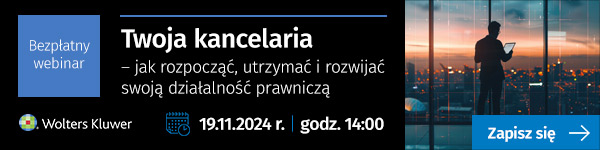 Bezpłatny
webinar
Twoja kancelaria
– jak rozpocząć, utrzymać i rozwijać
swoją działalność prawniczą
Wolters Kluwer
19.11.2024 r. | godz. 14:00
Zapisz się